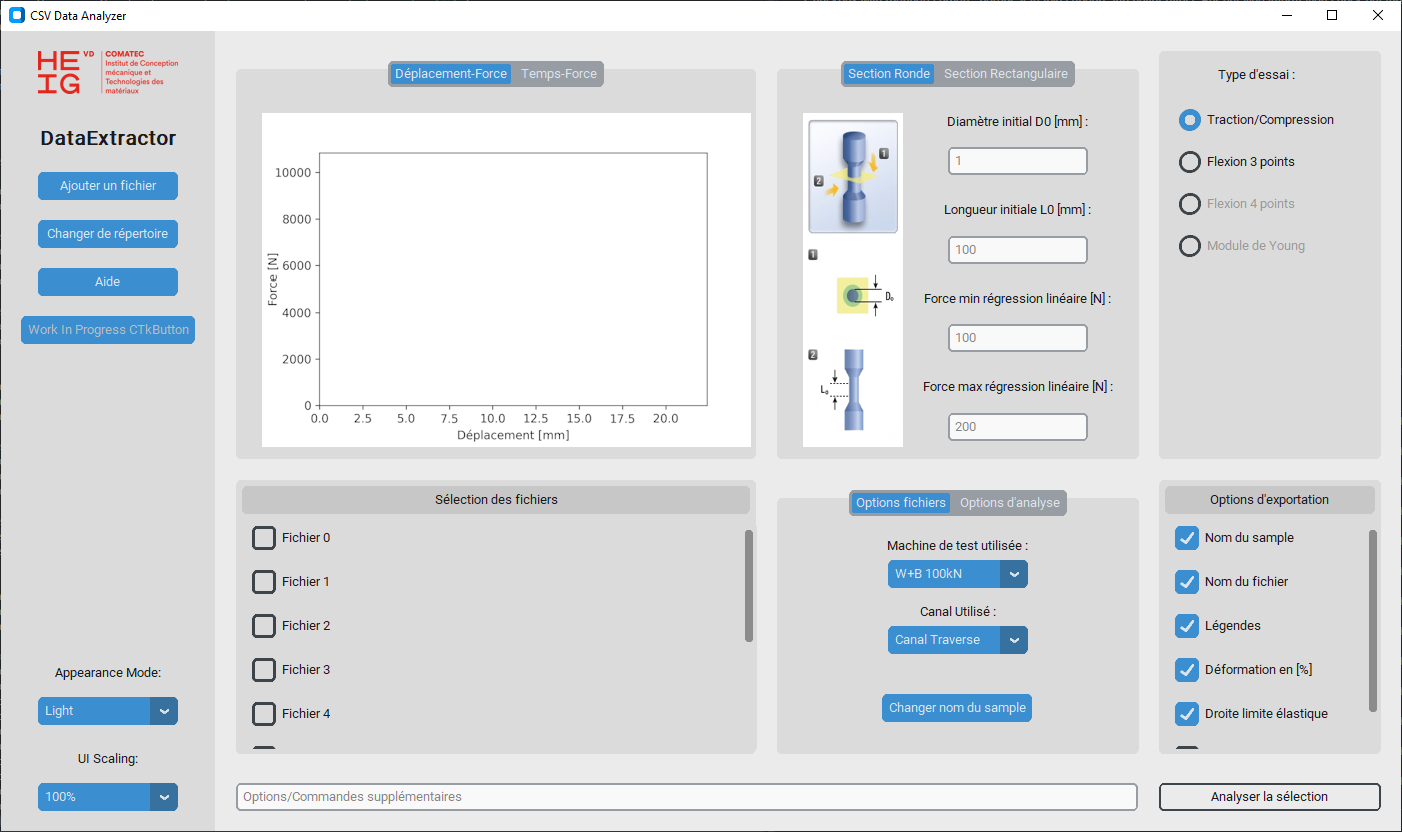 CSV Data Analyzer
HE VD
IG
COMATEC
Institut de Conception
mécanique et
Technologies des
matériaux
DataExtractor
Ajouter un fichier
Changer de répertoire
Aide
Work In Progress CTkButton
Appearance Mode:
Light
UI Scaling:
100%
Déplacement-Force
Temps-Force
10000
8000
6000
4000
2000
0
Force [N]
0.0 2.5 5.0 7.5 10.0 12.5 15.0 17.5 20.0
Déplacement [mm]
Section Ronde
Section Rectangulaire
1
2
1
D₀
2
L₀
Diamètre initial D0 [mm] :
1
Longueur initiale L0 [mm] :
100
Force min régression linéaire [N] :
100
Force max régression linéaire [N] :
200
Type d'essai :
Traction/Compression
Flexion 3 points
Flexion 4 points
Module de Young
Sélection des fichiers
Fichier 0
Fichier 1
Fichier 2
Fichier 3
Fichier 4
Options fichiers
Options d'analyse
Machine de test utilisée :
W+B 100kN
Canal Utilisé :
Canal Traverse
Changer nom du sample
Options d'exportation
Nom du sample
Nom du fichier
Légendes
Déformation en [%]
Droite limite élastique
Options/Commandes supplémentaires
Analyser la sélection